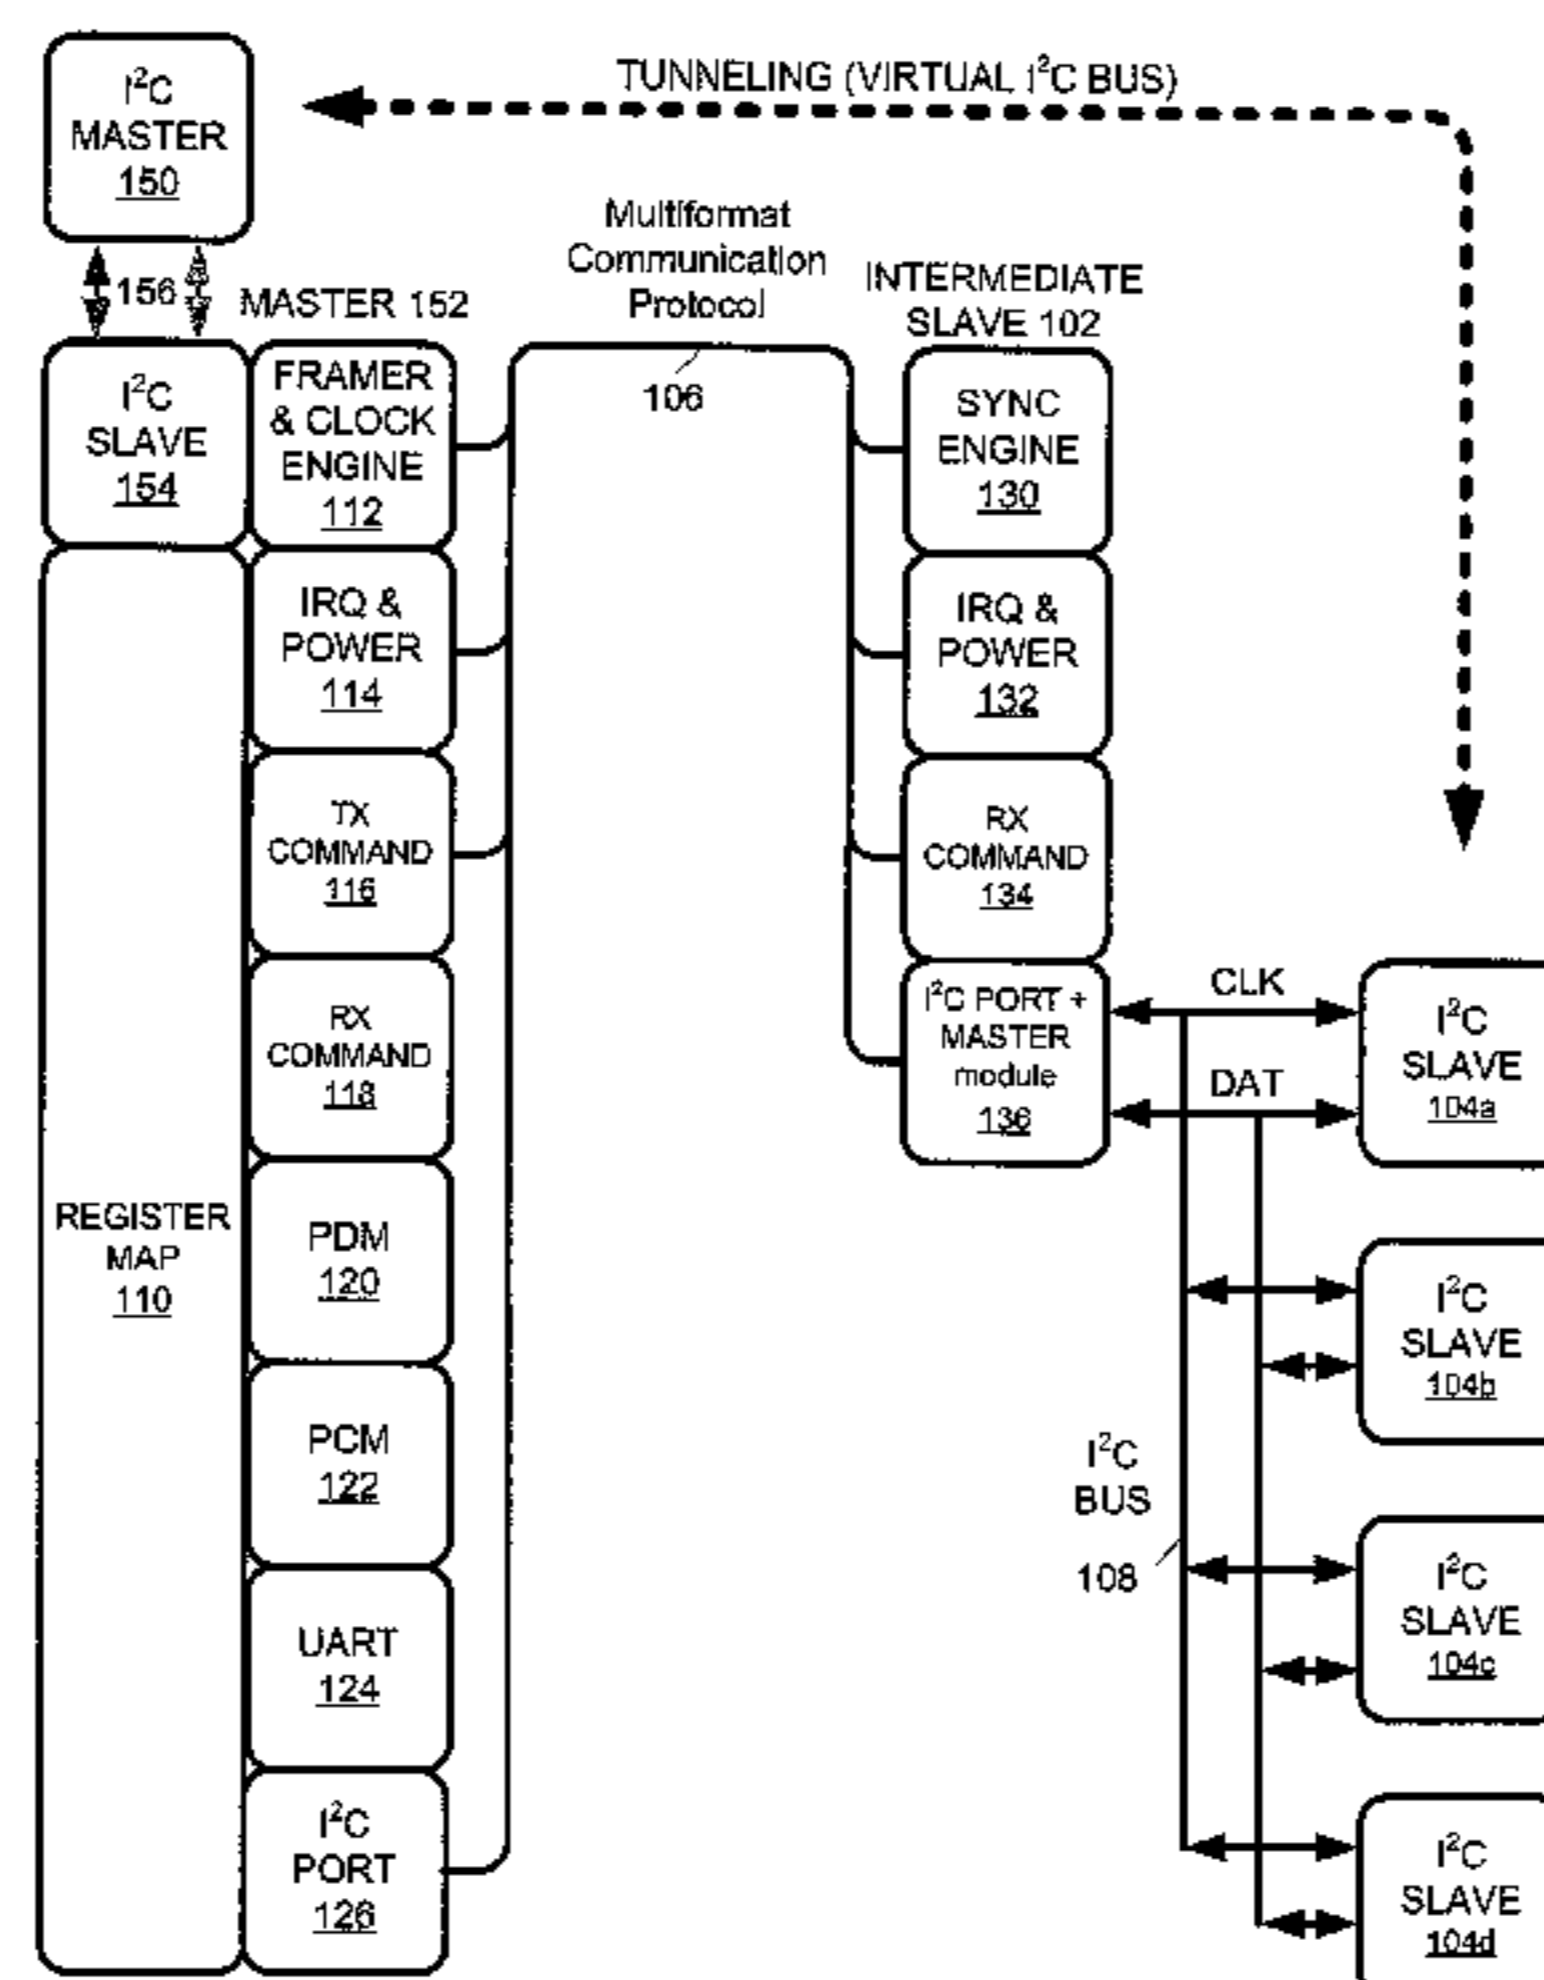 I²C
MASTER
150
TUNNELING (VIRTUAL I²C BUS)
156
MASTER 152
Multiformat
Communication
Protocol
106
INTERMEDIATE
SLAVE 102
I²C
SLAVE
154
FRAMER
& CLOCK
ENGINE
112
IRQ &
POWER
114
TX
COMMAND
116
RX
COMMAND
118
PDM
120
PCM
122
UART
124
I²C
PORT
126
REGISTER
MAP
110
SYNC
ENGINE
130
IRQ &
POWER
132
RX
COMMAND
134
I²C PORT +
MASTER
module
136
CLK
DAT
I²C
BUS
108
I²C
SLAVE
104a
I²C
SLAVE
104b
I²C
SLAVE
104c
I²C
SLAVE
104d